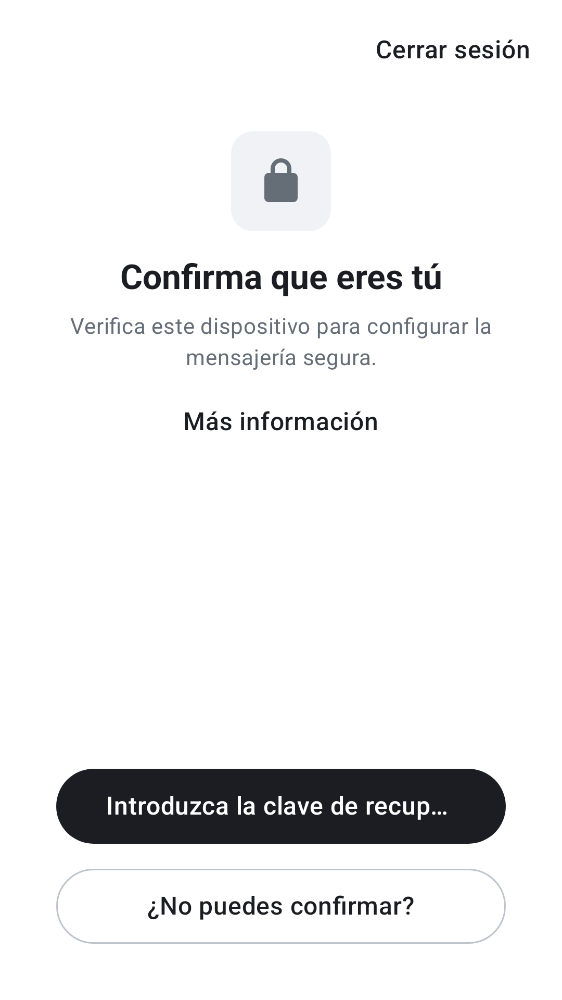 Cerrar sesión
Confirma que eres tú
Verifica este dispositivo para configurar la
mensajería segura.
Más información
Introduzca la clave de recup…
¿No puedes confirmar?